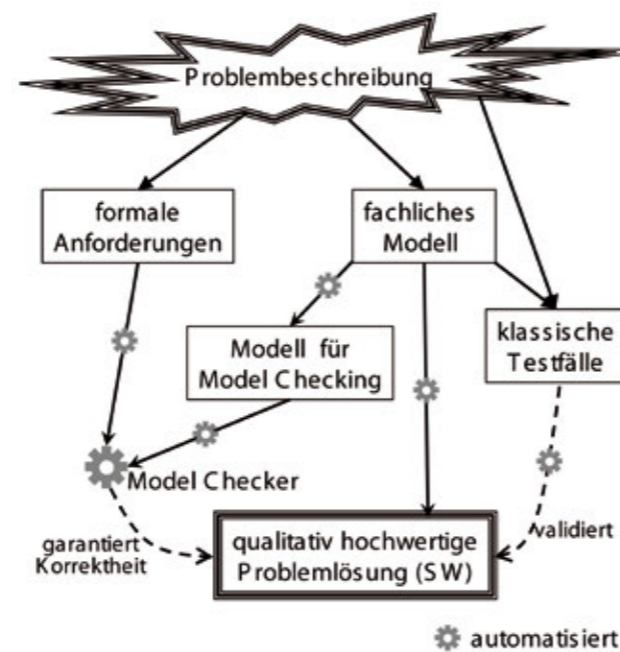 Problembeschreibung
formale
Anforderungen
fachliches
Modell
Modell für
Model Checking
klassische
Testfälle
Model Checker
garantiert
Korrektheit
qualitativ hochwertige
Problemlösung (SW)
validiert
automatisiert